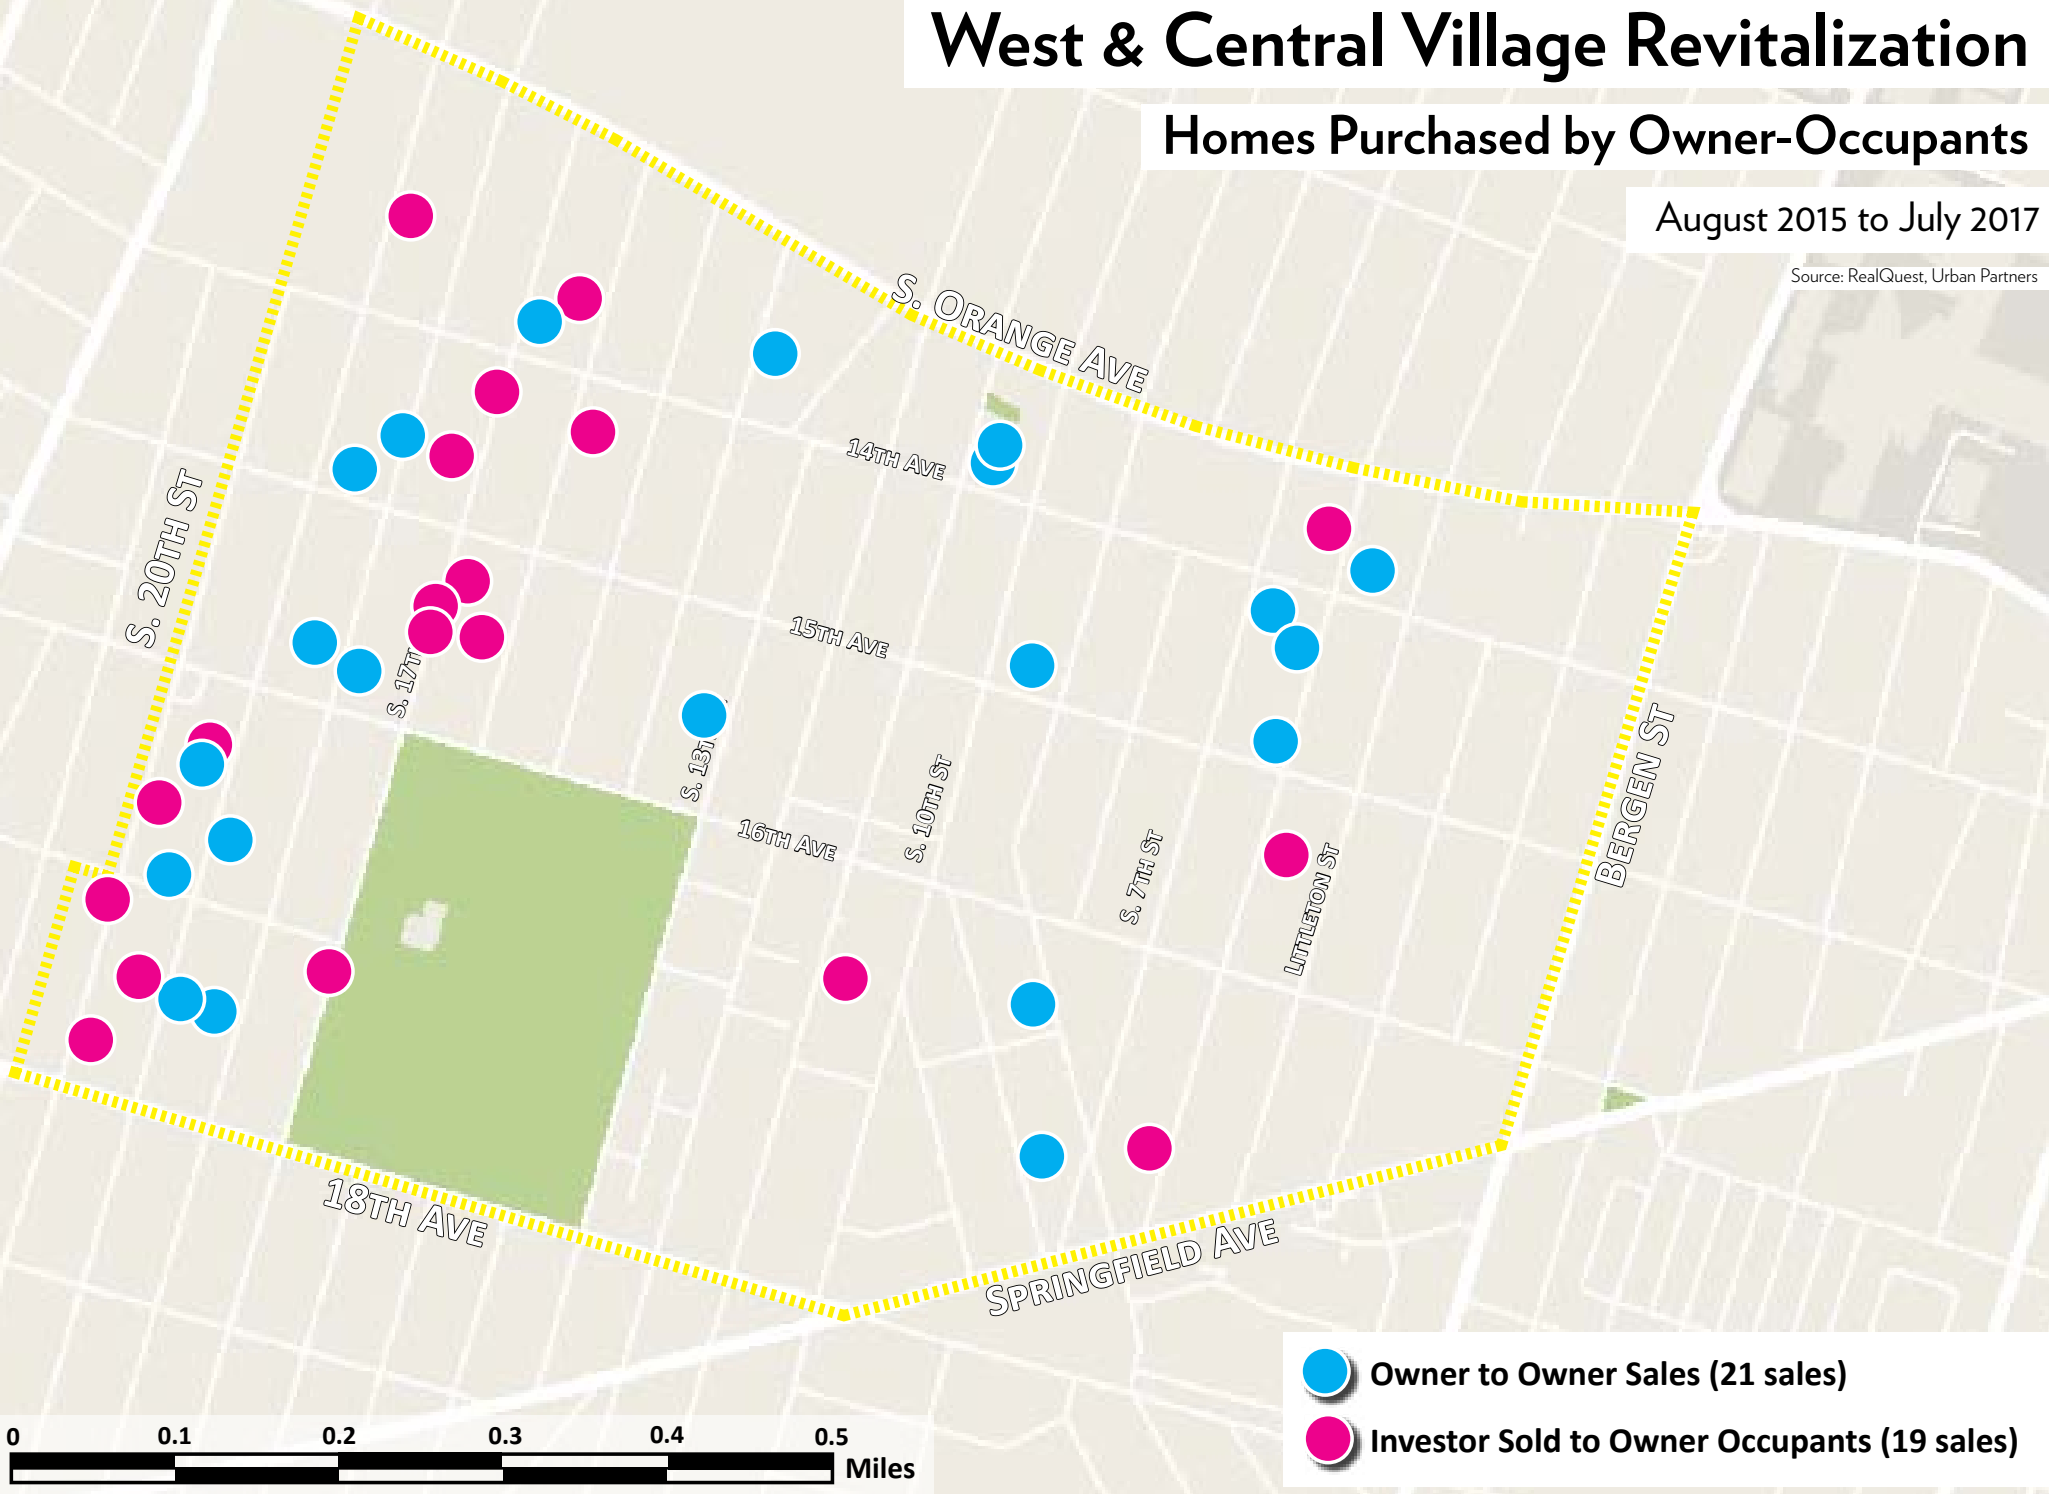 West & Central Village Revitalization
Homes Purchased by Owner-Occupants
August 2015 to July 2017
Source: RealQuest, Urban Partners
S. ORANGE AVE
14TH AVE
S. 20TH ST
15TH AVE
S. 17T
S. 13T
BERGEN ST
S. 10TH ST
16TH AVE
S. 7TH ST
LITTLETON ST
18TH AVE
SPRINGFIELD AVE
Owner to Owner Sales (21 sales)
Investor Sold to Owner Occupants (19 sales)
0 0.1 0.2 0.3 0.4 0.5
Miles